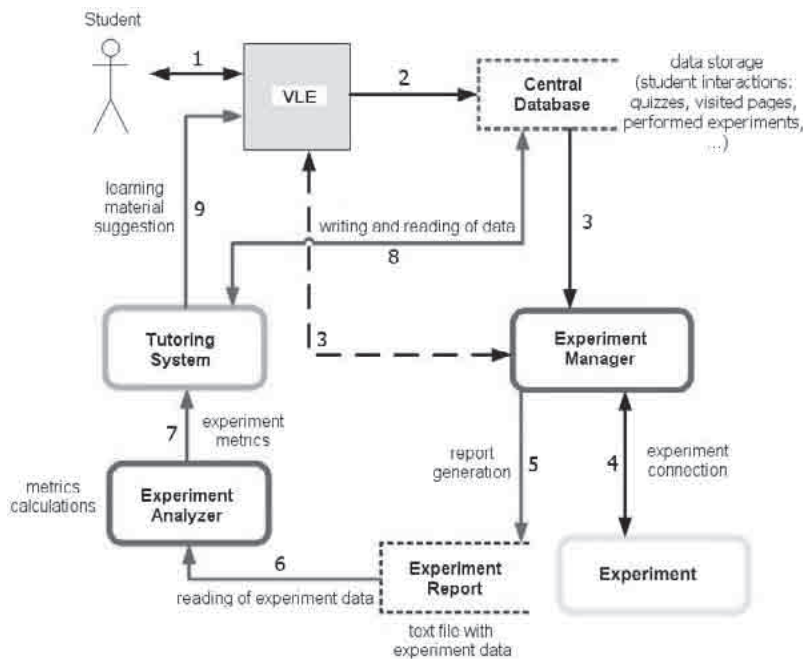 Student
1
VLE
2
Central
Database
data storage
(student interactions:
quizzes, visited pages,
performed experiments,
...)
learning
material
suggestion
9
writing and reading of data
8
3
Tutoring
System
3
Experiment
Manager
7
experiment
metrics
report
generation
5
4
experiment
connection
metrics
calculations
Experiment
Analyzer
6
reading of experiment data
Experiment
Report
Experiment
text file with
experiment data